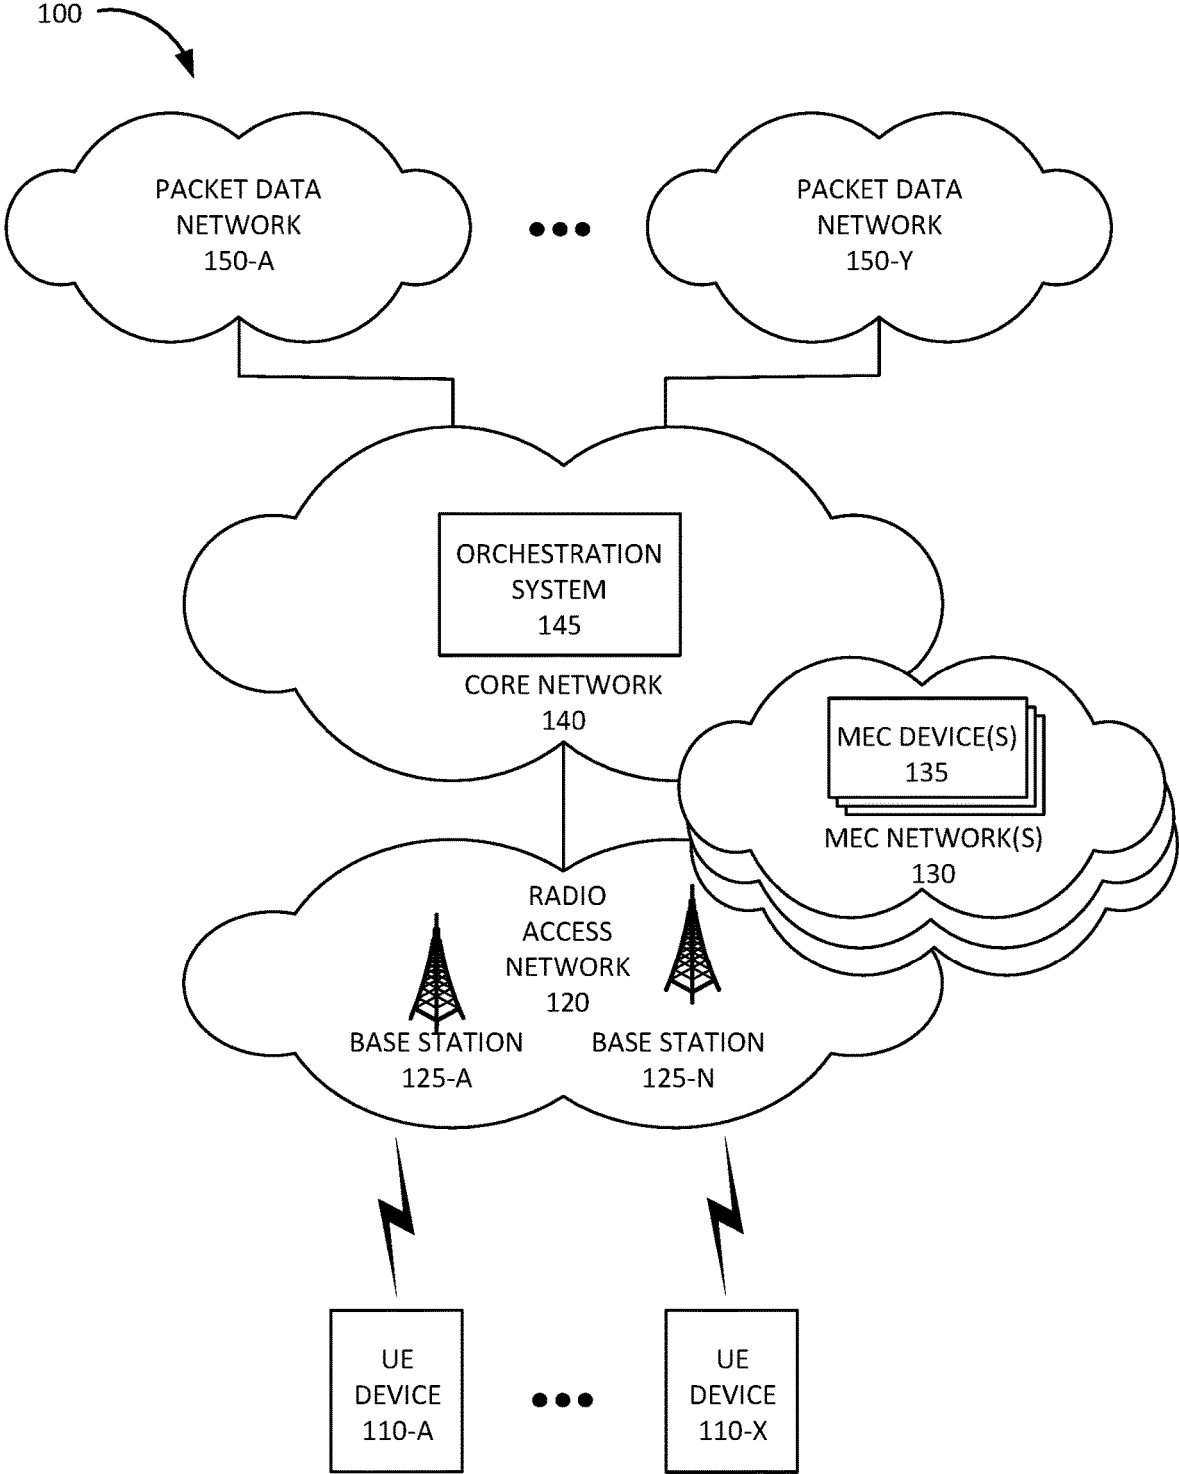 100
PACKET DATA
NETWORK
150-A
PACKET DATA
NETWORK
150-Y
ORCHESTRATION
SYSTEM
145
CORE NETWORK
140
MEC DEVICE(S)
135
MEC NETWORK(S)
130
RADIO
ACCESS
NETWORK
120
BASE STATION
125-A
BASE STATION
125-N
UE
DEVICE
110-A
UE
DEVICE
110-X